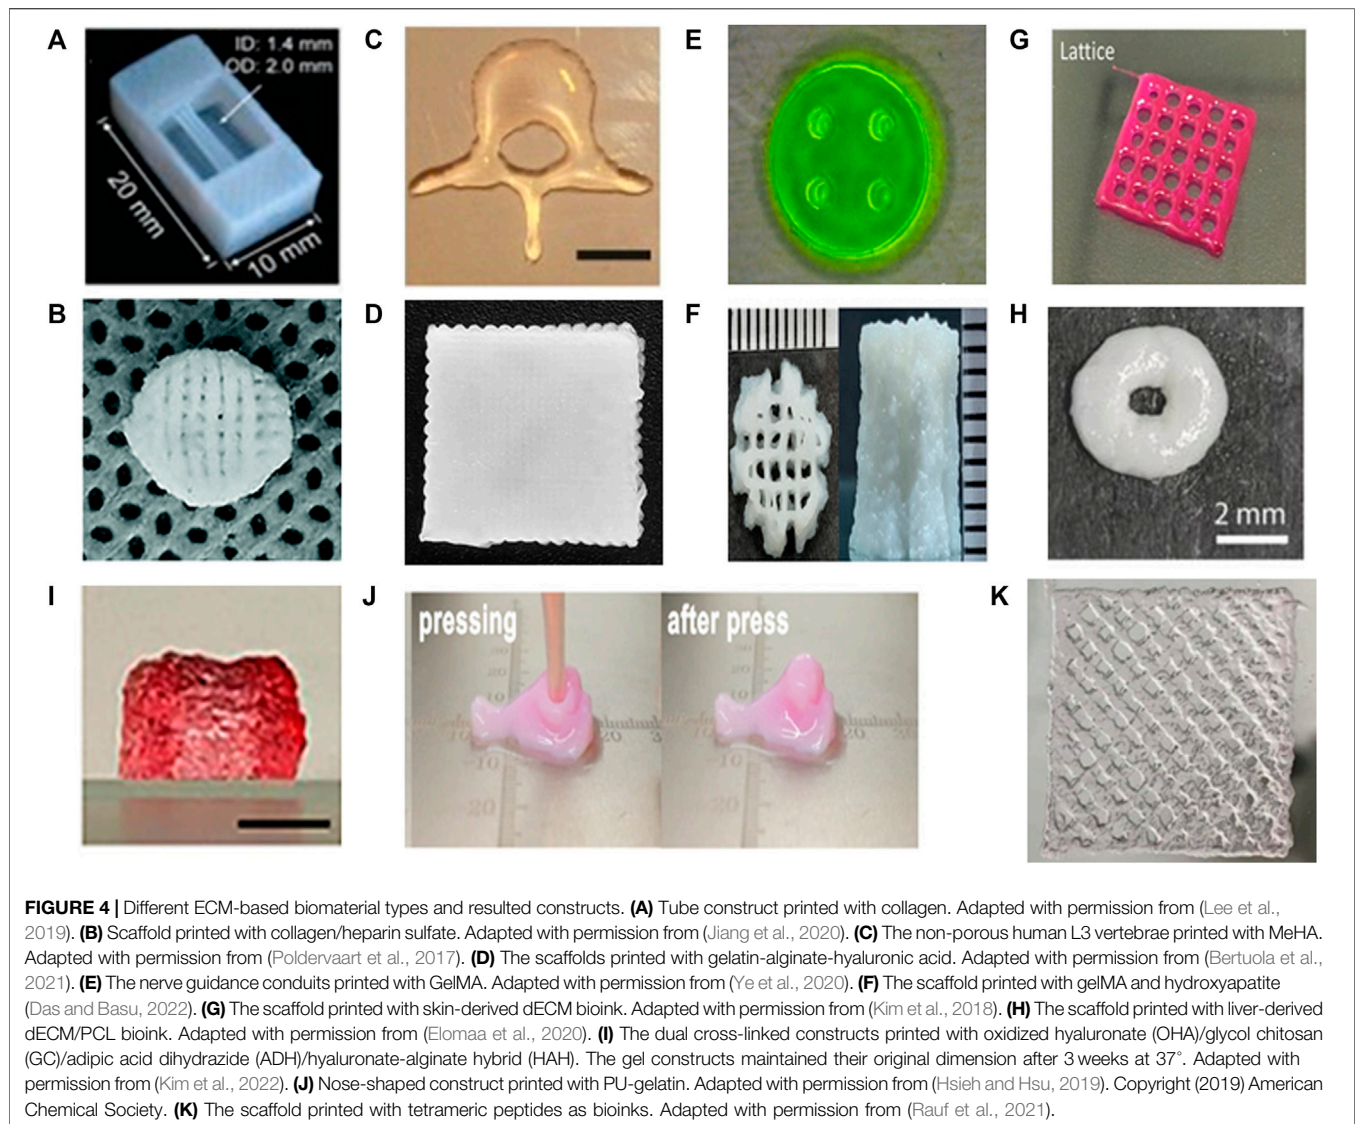 A
ID: 1.4 mm
OD: 2.0 mm
20 mm
10 mm
C
E
G
Lattice
B
D
F
H
2 mm
I
J
pressing
after press
K
FIGURE 4 | Different ECM-based biomaterial types and resulted constructs. (A) Tube construct printed with collagen. Adapted with permission from (Lee et al.,
2019). (B) Scaffold printed with collagen/heparin sulfate. Adapted with permission from (Jiang et al., 2020). (C) The non-porous human L3 vertebrae printed with MeHA.
Adapted with permission from (Poldervaart et al., 2017). (D) The scaffolds printed with gelatin-alginate-hyaluronic acid. Adapted with permission from (Bertuola et al.,
2021). (E) The nerve guidance conduits printed with GelMA. Adapted with permission from (Ye et al., 2020). (F) The scaffold printed with gelMA and hydroxyapatite
(Das and Basu, 2022). (G) The scaffold printed with skin-derived dECM bioink. Adapted with permission from (Kim et al., 2018). (H) The scaffold printed with liver-derived
dECM/PCL bioink. Adapted with permission from (Elomaa et al., 2020). (I) The dual cross-linked constructs printed with oxidized hyaluronate (OHA)/glycol chitosan
(GC)/adipic acid dihydrazide (ADH)/hyaluronate-alginate hybrid (HAH). The gel constructs maintained their original dimension after 3 weeks at 37°. Adapted with
permission from (Kim et al., 2022). (J) Nose-shaped construct printed with PU-gelatin. Adapted with permission from (Hsieh and Hsu, 2019). Copyright (2019) American
Chemical Society. (K) The scaffold printed with tetrameric peptides as bioinks. Adapted with permission from (Rauf et al., 2021).